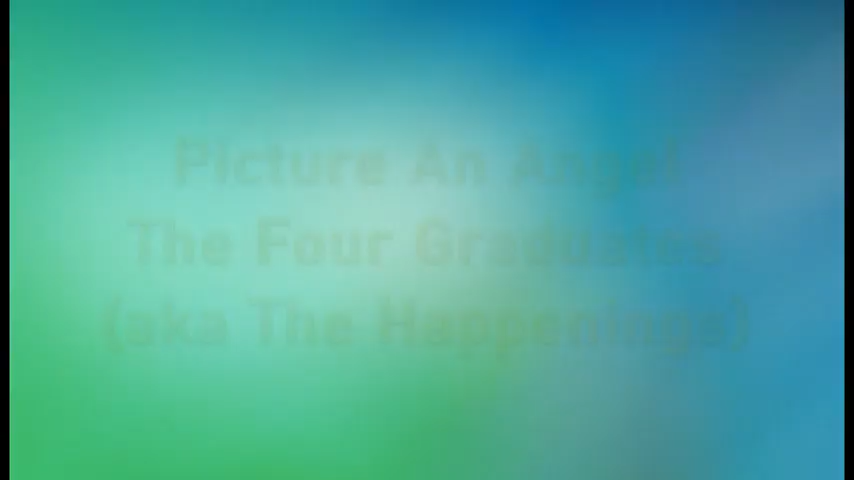 Picture An Angel
The Four Graduates
(aka The Happenings)